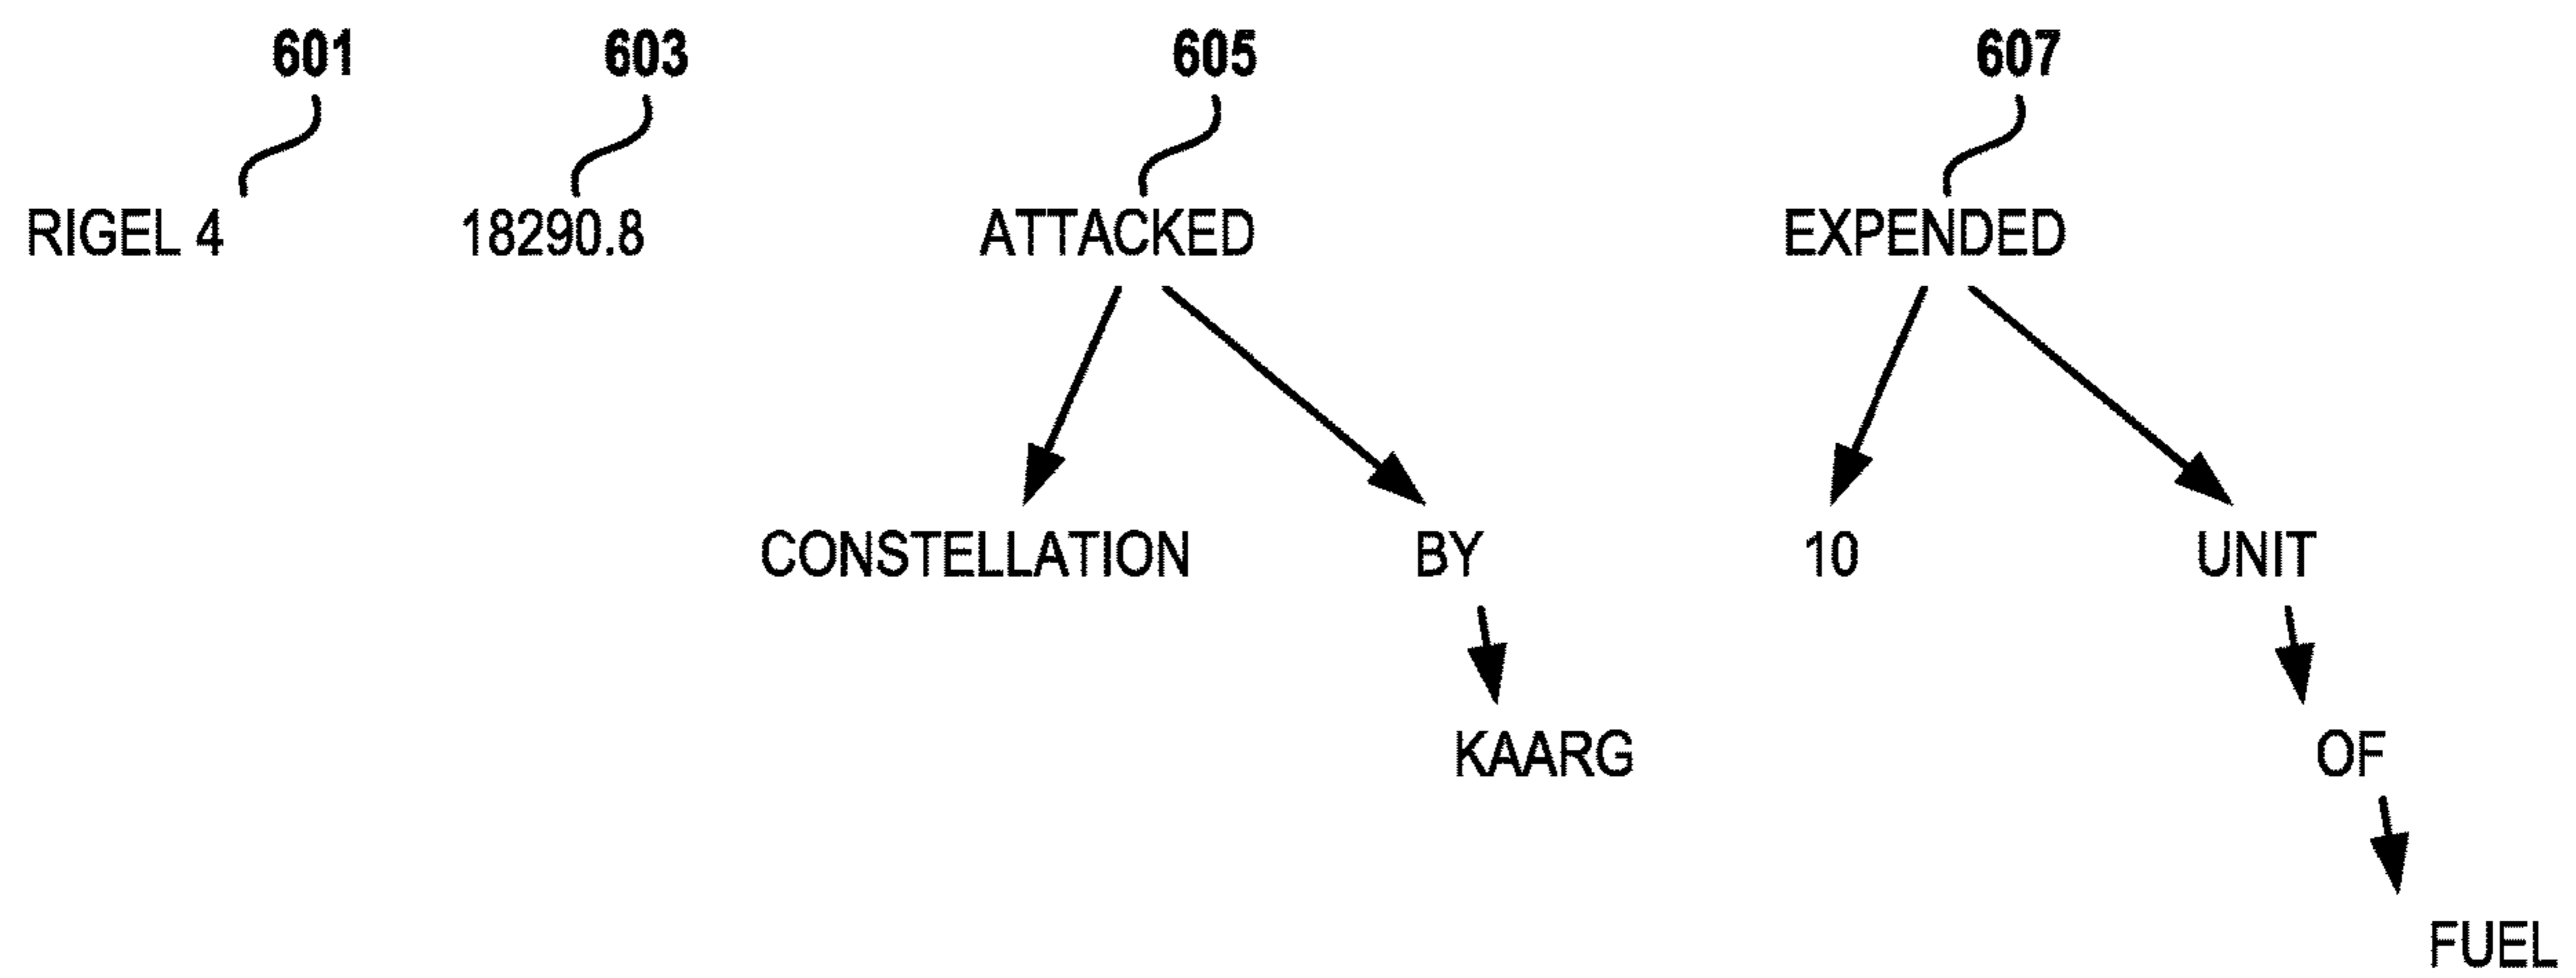 601 603 605 607
RIGEL 4 18290.8 ATTACKED EXPENDED
CONSTELLATION BY 10 UNIT
KAARG OF
FUEL